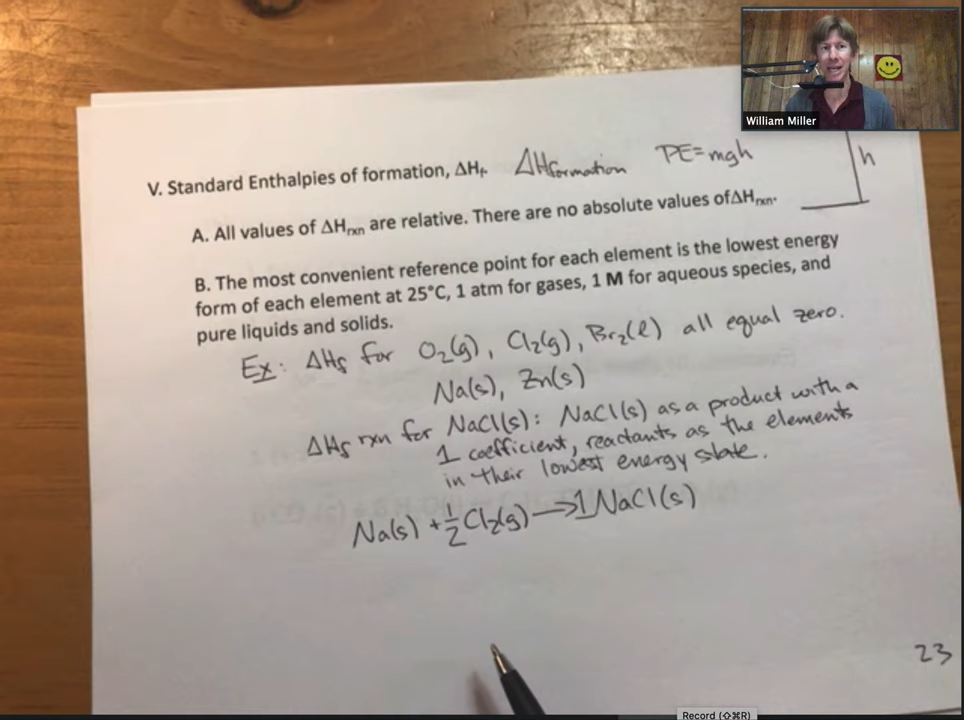 William Miller
V. Standard Enthalpies of formation, ΔHf. ΔHformation PE=mgh
h
A. All values of ΔHrxn are relative. There are no absolute values ofΔHrxn.
B. The most convenient reference point for each element is the lowest energy
form of each element at 25°C, 1 atm for gases, 1 M for aqueous species, and
pure liquids and solids.
Ex: ΔHf for O2(g), Cl2(g), Br2(l) all equal zero.
Na(s), Zn(s)
ΔHf rxn for NaCl(s): NaCl(s) as a product with a
1 coefficient, reactants as the elements
in their lowest energy state.
Na(s) + 1/2 Cl2(g) → 1 NaCl(s)
23
Record (⇧⌘R)